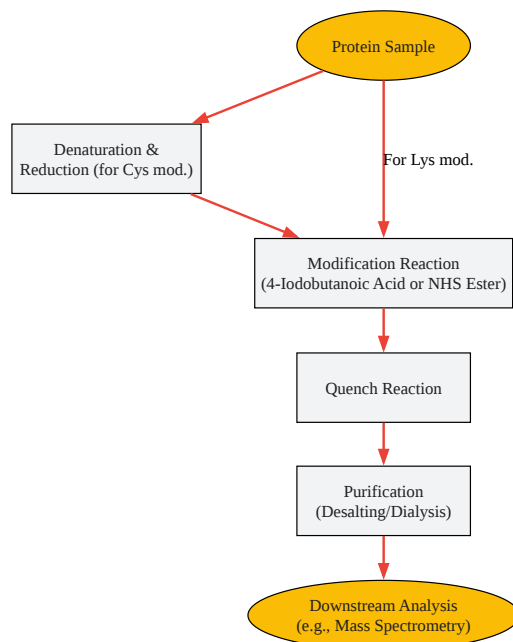 Protein Sample
Denaturation &
Reduction (for Cys mod.)
For Lys mod.
Modification Reaction
(4-Iodobutanoic Acid or NHS Ester)
Quench Reaction
Purification
(Desalting/Dialysis)
Downstream Analysis
(e.g., Mass Spectrometry)